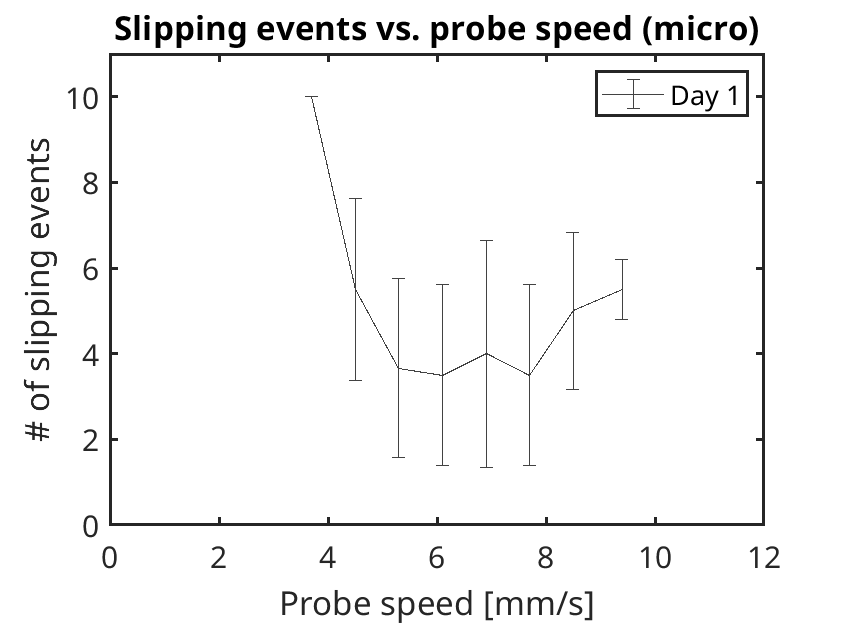 Slipping events vs. probe speed (micro)
Day 1
# of slipping events
10
8
6
4
2
0
0 2 4 6 8 10 12
Probe speed [mm/s]